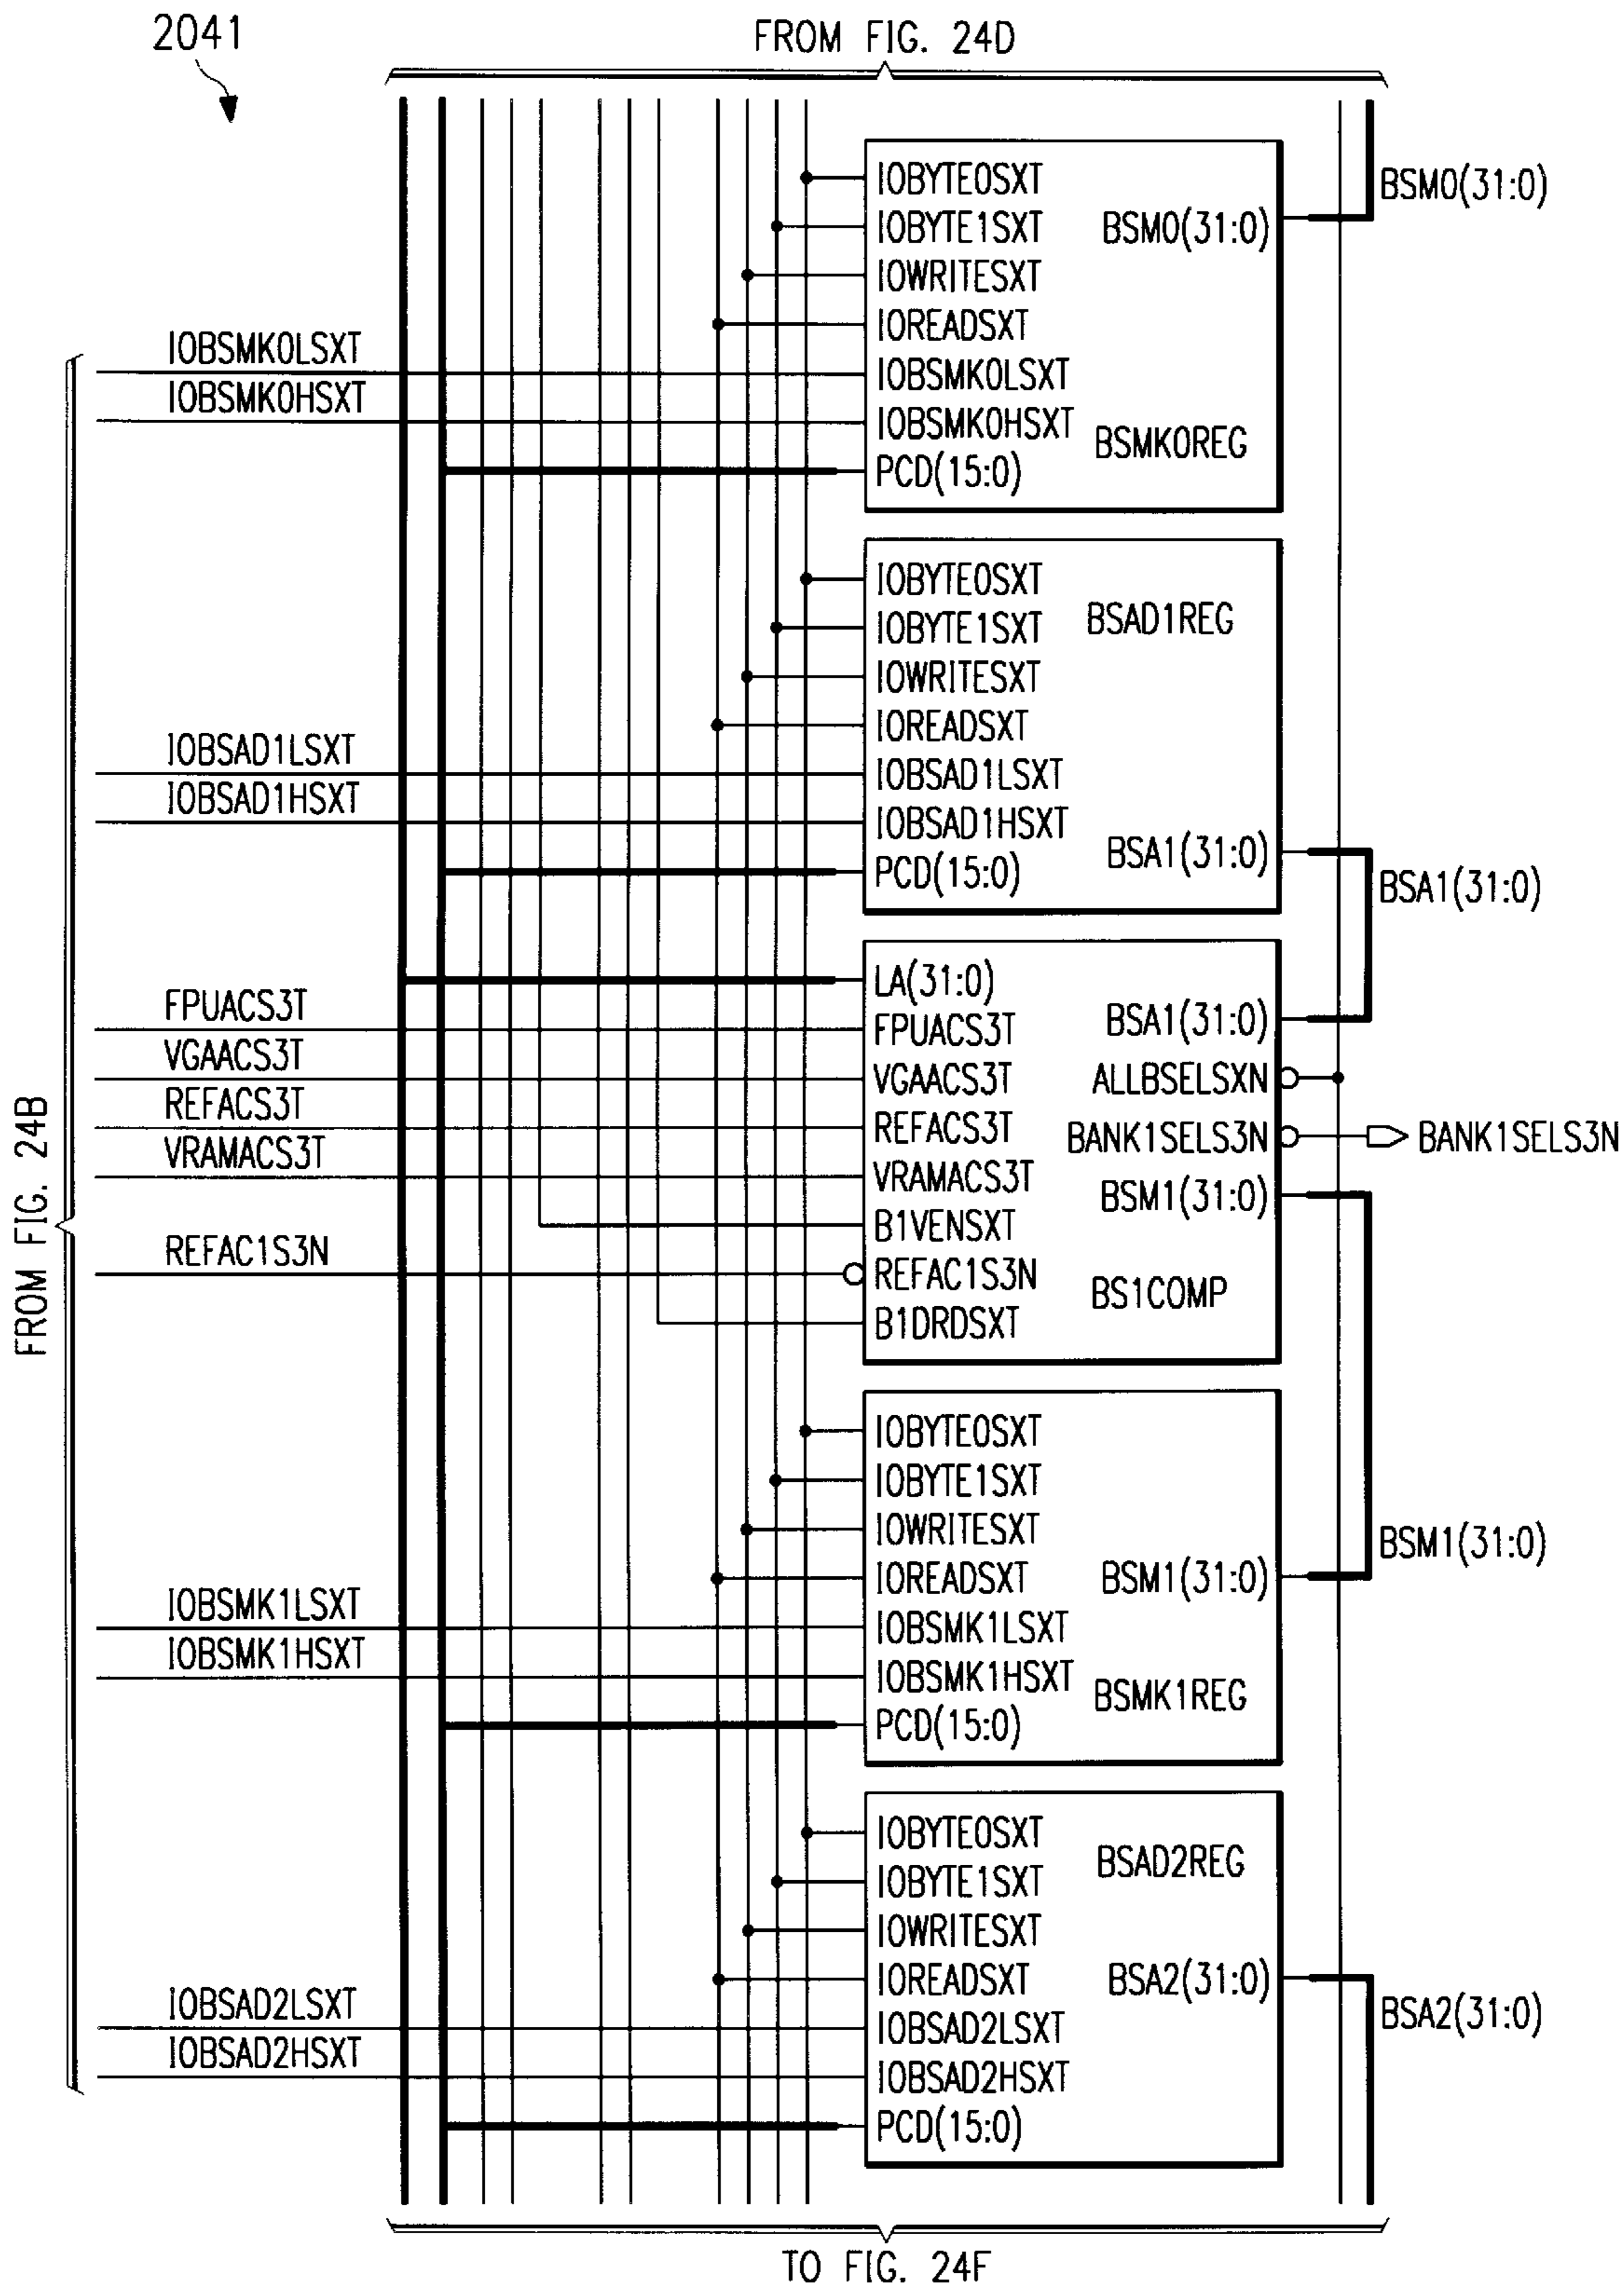 2041
FROM FIG. 24D
IOBYTE0SXT
IOBYTE1SXT
IOWRITESXT
IOREADSXT
IOBSMK0LSXT
IOBSMK0HSXT
PCD(15:0)
BSM0(31:0)
BSMK0REG
BSM0(31:0)
IOBSMK0LSXT
IOBSMK0HSXT
IOBYTE0SXT
IOBYTE1SXT
IOWRITESXT
IOREADSXT
IOBSAD1LSXT
IOBSAD1HSXT
PCD(15:0)
BSAD1REG
BSA1(31:0)
BSA1(31:0)
IOBSAD1LSXT
IOBSAD1HSXT
LA(31:0)
FPUACS3T
VGAACS3T
REFACS3T
VRAMACS3T
B1VENSXT
REFAC1S3N
B1DRDSXT
BSA1(31:0)
ALLBSELSXN
BANK1SELS3N
BSM1(31:0)
BS1COMP
BANK1SELS3N
FPUACS3T
VGAACS3T
REFACS3T
VRAMACS3T
REFAC1S3N
FROM FIG. 24B
IOBYTE0SXT
IOBYTE1SXT
IOWRITESXT
IOREADSXT
IOBSMK1LSXT
IOBSMK1HSXT
PCD(15:0)
BSM1(31:0)
BSMK1REG
BSM1(31:0)
IOBSMK1LSXT
IOBSMK1HSXT
IOBYTE0SXT
IOBYTE1SXT
IOWRITESXT
IOREADSXT
IOBSAD2LSXT
IOBSAD2HSXT
PCD(15:0)
BSAD2REG
BSA2(31:0)
BSA2(31:0)
IOBSAD2LSXT
IOBSAD2HSXT
TO FIG. 24F